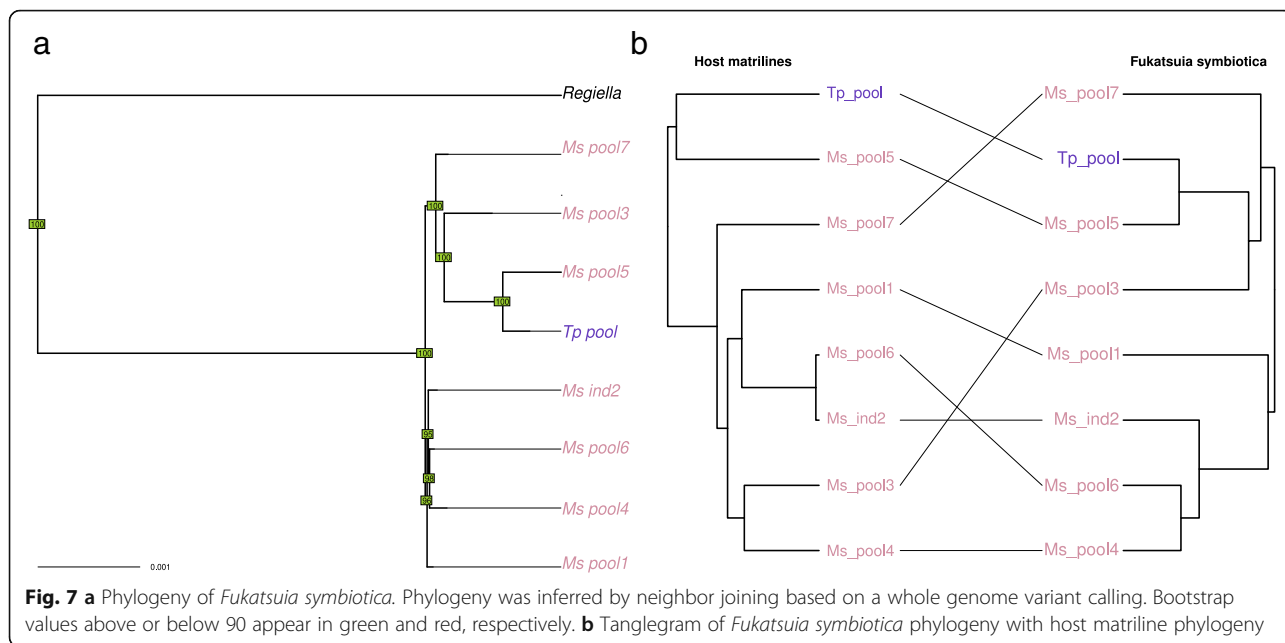 a
Regiella
Ms pool7
Ms pool3
Ms pool5
Tp pool
Ms ind2
Ms pool6
Ms pool4
Ms pool1
100
100
100
100
100
95
98
96
0.001
b
Host matrilines
Fukatsuia symbiotica
Tp_pool
Ms_pool5
Ms_pool7
Ms_pool1
Ms_pool6
Ms_ind2
Ms_pool3
Ms_pool4
Ms_pool7
Tp_pool
Ms_pool5
Ms_pool3
Ms_pool1
Ms_ind2
Ms_pool6
Ms_pool4
Fig. 7 a Phylogeny of Fukatsuia symbiotica. Phylogeny was inferred by neighbor joining based on a whole genome variant calling. Bootstrap
values above or below 90 appear in green and red, respectively. b Tanglegram of Fukatsuia symbiotica phylogeny with host matriline phylogeny